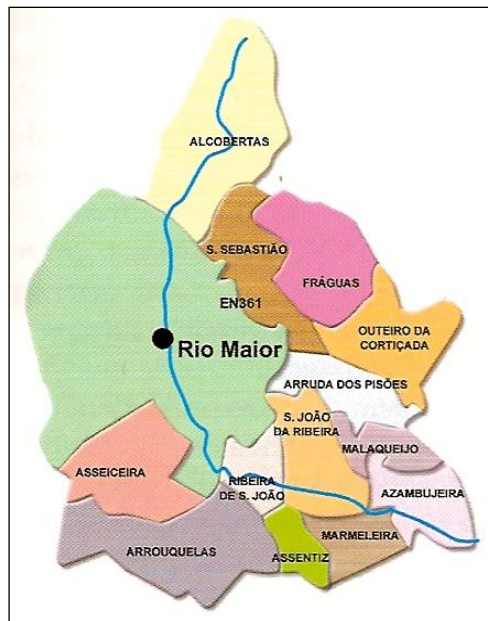 ALCOBERTAS
S. SEBASTIÃO
FRÁGUAS
EN361
OUTEIRO DA
CORTIÇADA
Rio Maior
ARRUDA DOS PISÕES
S. JOÃO
DA RIBEIRA
MALAQUEIJO
ASSEICEIRA
RIBEIRA
DE S. JOÃO
AZAMBUJEIRA
ARROUQUELAS
ASSENTIZ
MARMELEIRA